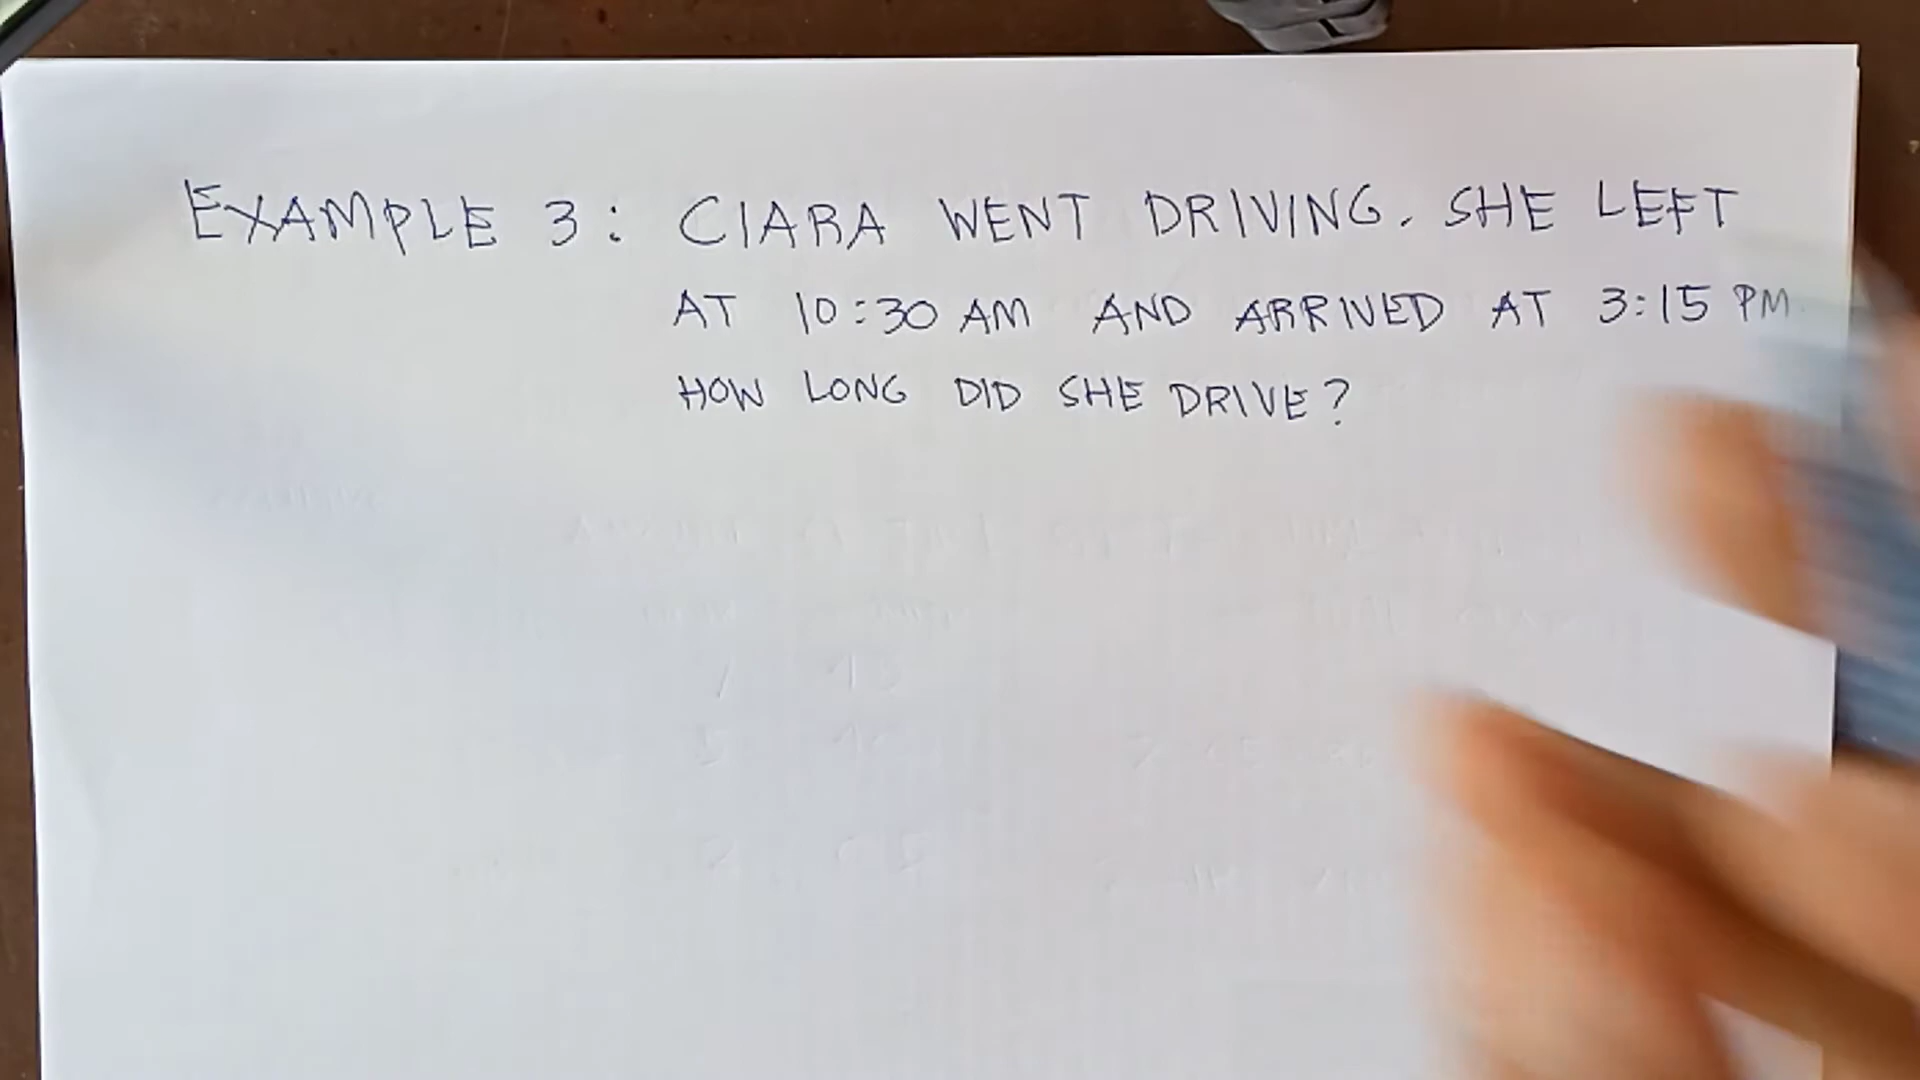 EXAMPLE 3: CIARA WENT DRIVING. SHE LEFT
AT 10:30 AM AND ARRIVED AT 3:15 PM.
HOW LONG DID SHE DRIVE?